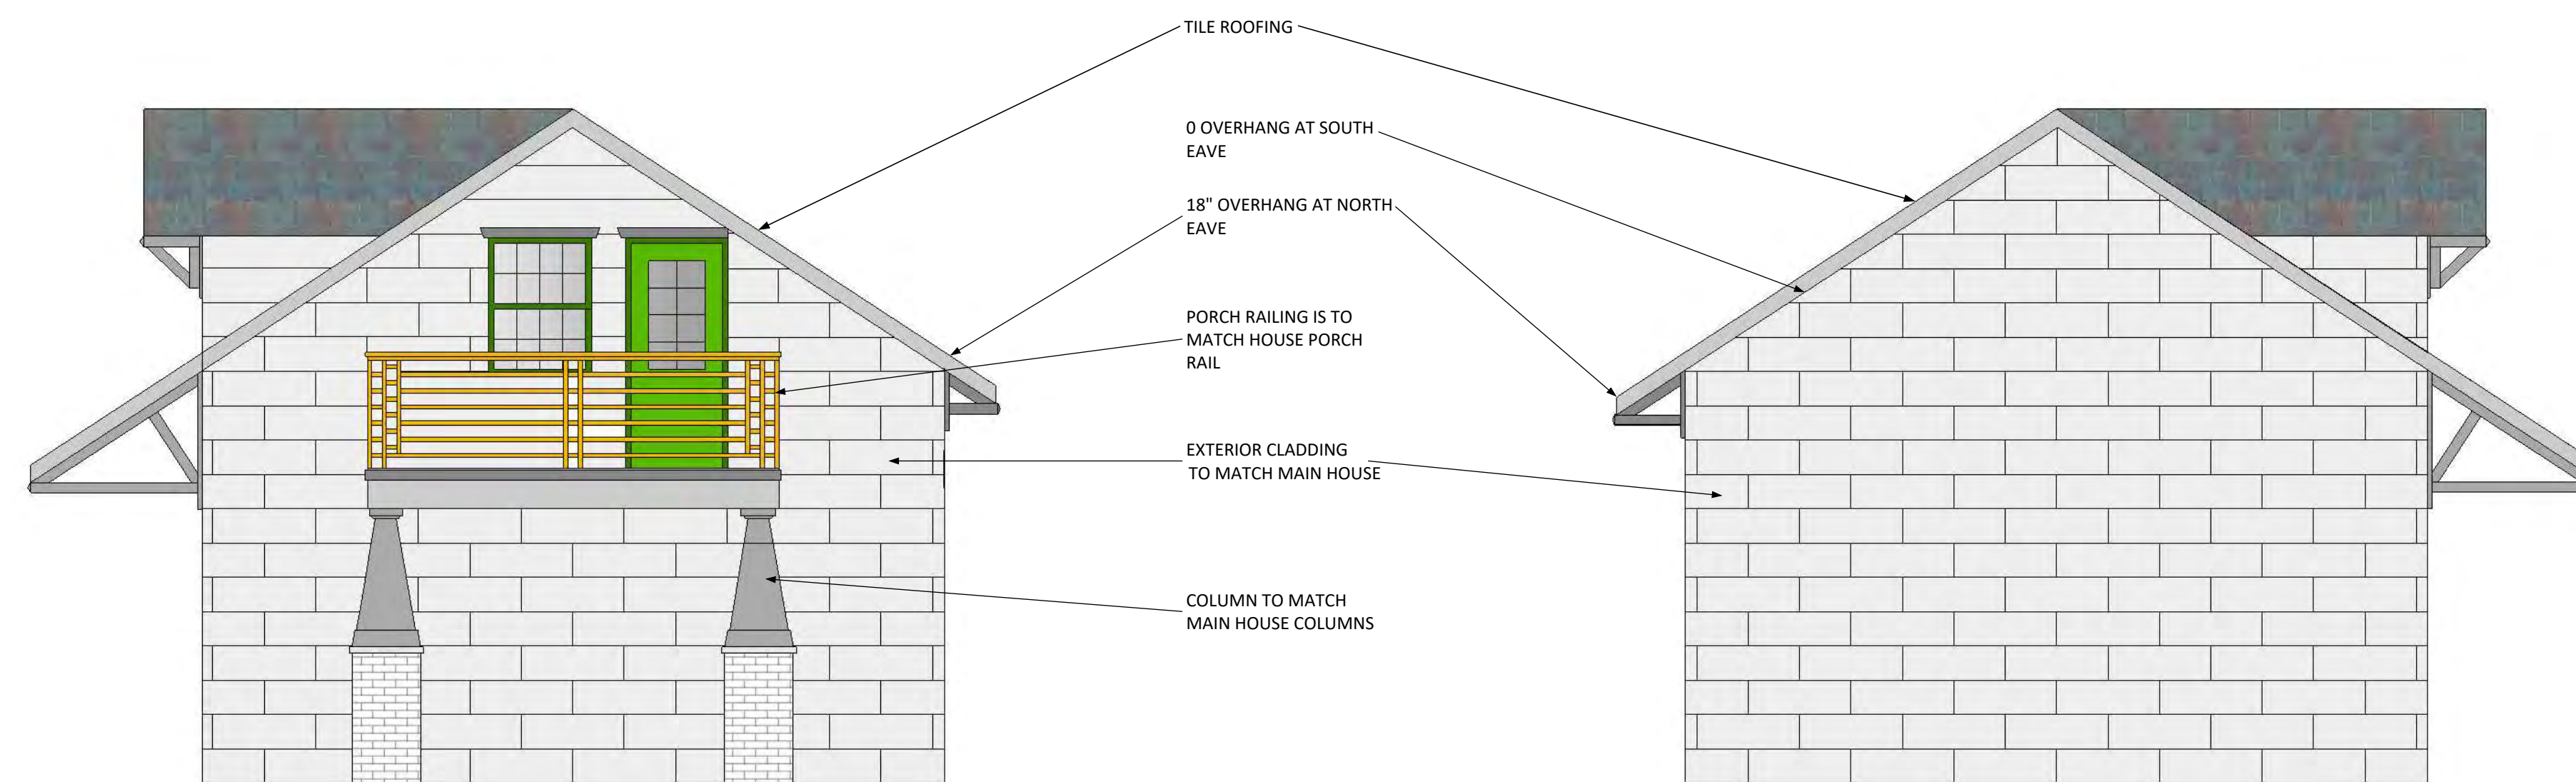 TILE ROOFING
0 OVERHANG AT SOUTH
EAVE
18" OVERHANG AT NORTH
EAVE
PORCH RAILING IS TO
MATCH HOUSE PORCH
RAIL
EXTERIOR CLADDING
TO MATCH MAIN HOUSE
COLUMN TO MATCH
MAIN HOUSE COLUMNS